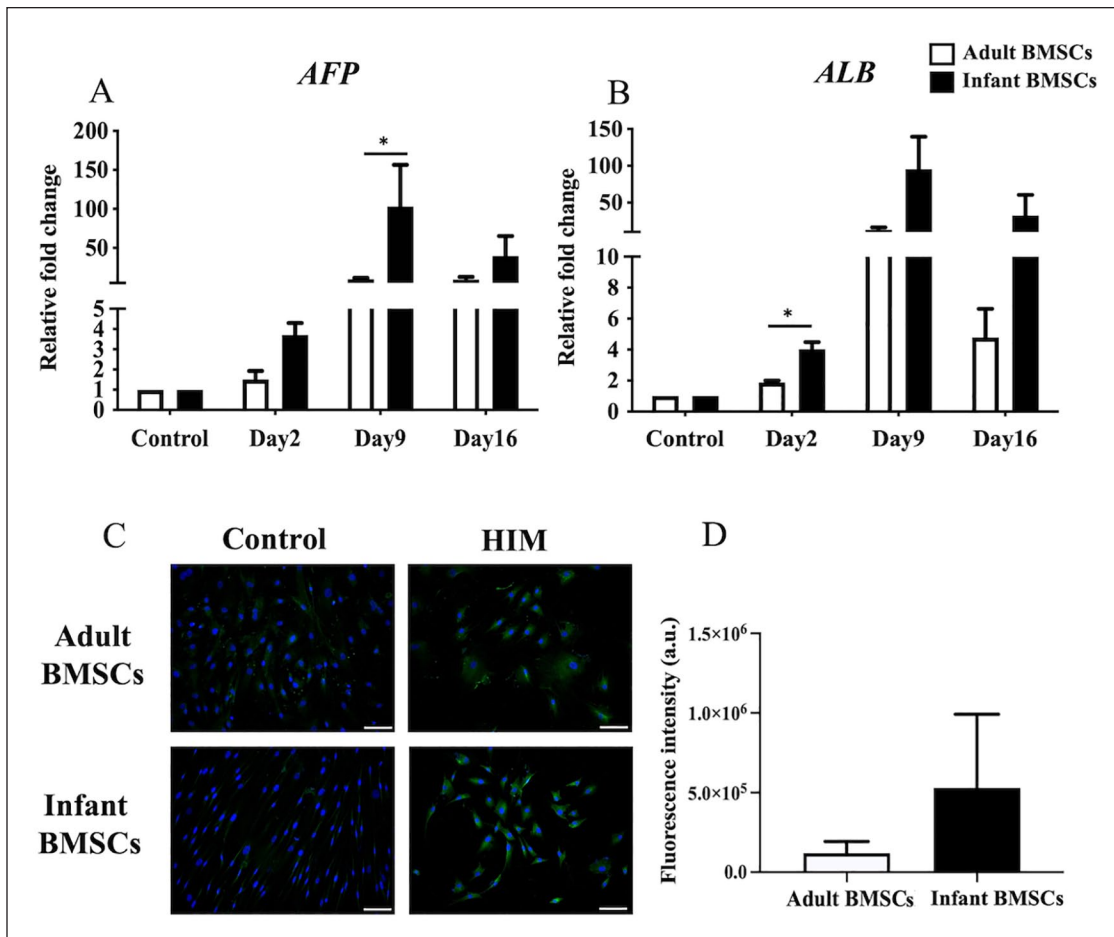 A
AFP
Relative fold change
200
150
100
50
5
4
3
2
1
0
Control Day2 Day9 Day16
*
B
ALB
Adult BMSCs
Infant BMSCs
Relative fold change
150
100
50
10
8
6
4
2
0
Control Day2 Day9 Day16
*
C
Control HIM
Adult
BMSCs
Infant
BMSCs
D
Fluorescence intensity (a.u.)
1.5×10⁶
1.0×10⁶
5.0×10⁵
0.0
Adult BMSCs Infant BMSCs